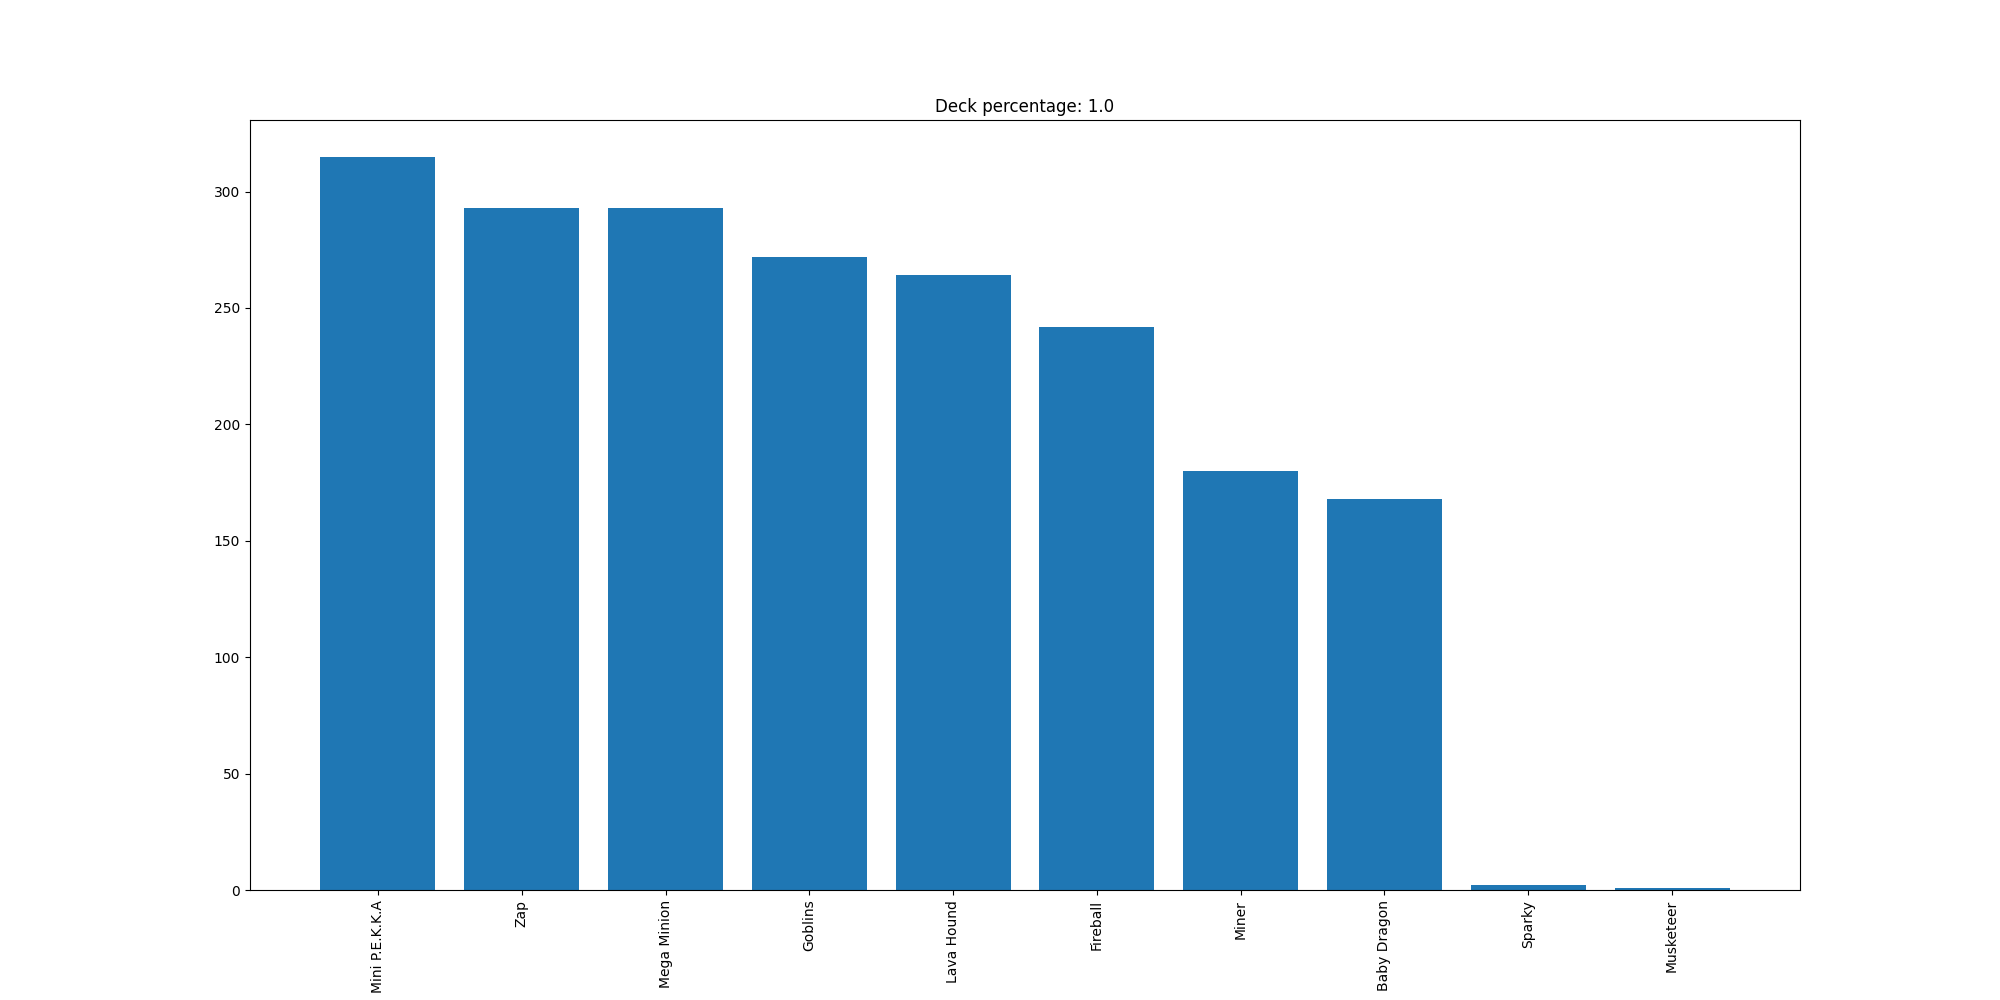 Deck percentage: 1.0
300
250
200
150
100
50
0
Mini P.E.K.K.A
Zap
Mega Minion
Goblins
Lava Hound
Fireball
Miner
Baby Dragon
Sparky
Musketeer